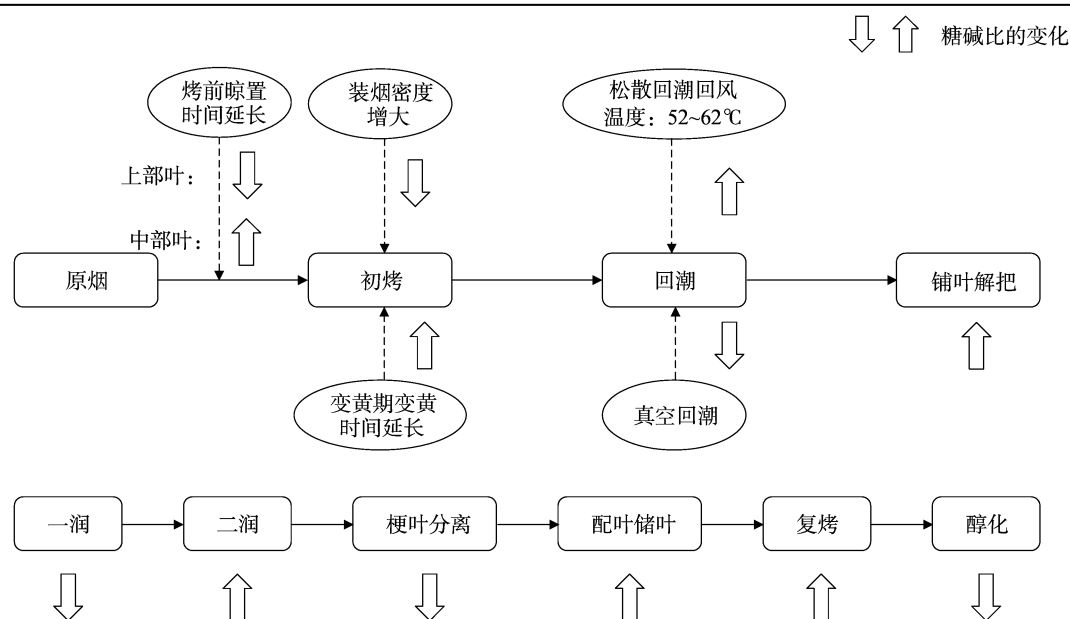 糖碱比的变化
烤前晾置
时间延长
装烟密度
增大
松散回潮回风
温度：52~62℃
上部叶：
中部叶：
原烟
初烤
回潮
铺叶解把
变黄期变黄
时间延长
真空回潮
一润
二润
梗叶分离
配叶储叶
复烤
醇化